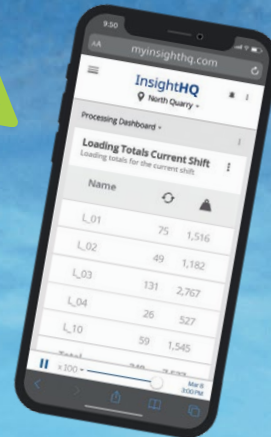 9:50
AA myinsighthq.com
InsightHQ
North Quarry
Processing Dashboard
Loading Totals Current Shift
Loading totals for the current shift
Name
L_01 75 1,516
L_02 49 1,182
L_03 131 2,767
L_04 26 527
L_10 59 1,545
Total
x100
Mar 8
3:00 PM